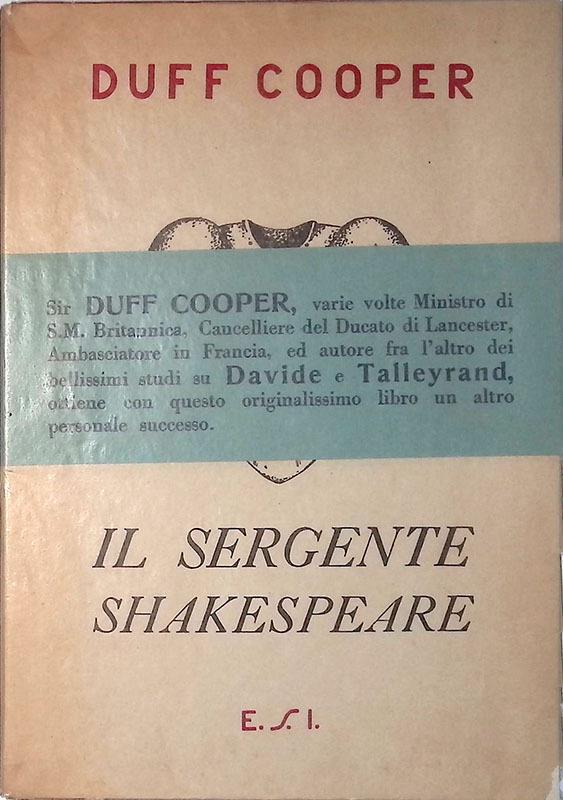 DUFF COOPER
Sir DUFF COOPER, varie volte Ministro di
S.M. Britannica, Cancelliere del Ducato di Lancester,
Ambasciatore in Francia, ed autore fra l'altro dei
bellissimi studi su Davide e Talleyrand,
ottiene con questo originalissimo libro un altro
personale successo.
IL SERGENTE
SHAKESPEARE
E.S.I.